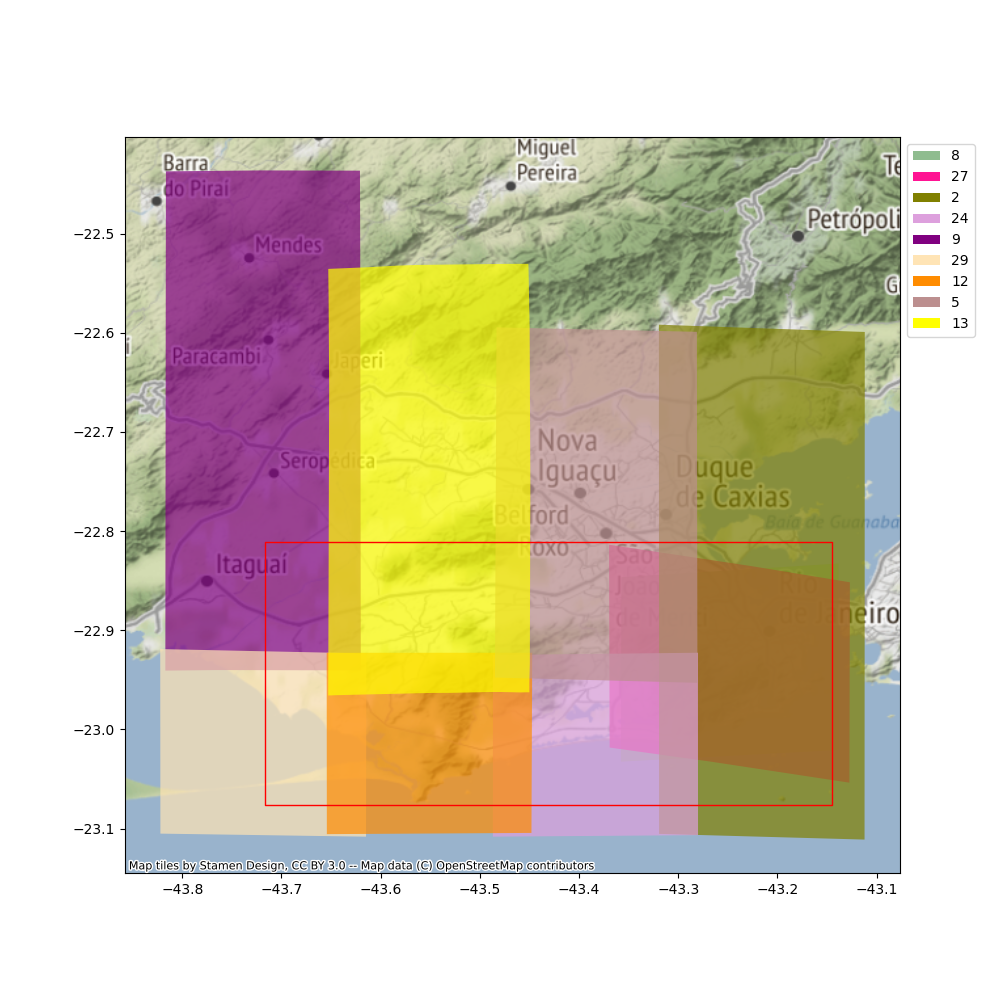 Barra
do Pirai
Miguel
Pereira
Te
Petrópoli
Mendes
G
Paracambi
Japeri
i
Nova
Iguaçu
Seropédica
Duque
de Caxias
Belford
Roxo
Baía de Guanaba
São
Itaguaí
de Janeiro
−22.5
−22.6
−22.7
−22.8
−22.9
−23.0
−23.1
−43.8
−43.7
−43.6
−43.5
−43.4
−43.3
−43.2
−43.1
Map tiles by Stamen Design, CC BY 3.0 -- Map data (C) OpenStreetMap contributors
8
27
2
24
9
29
12
5
13